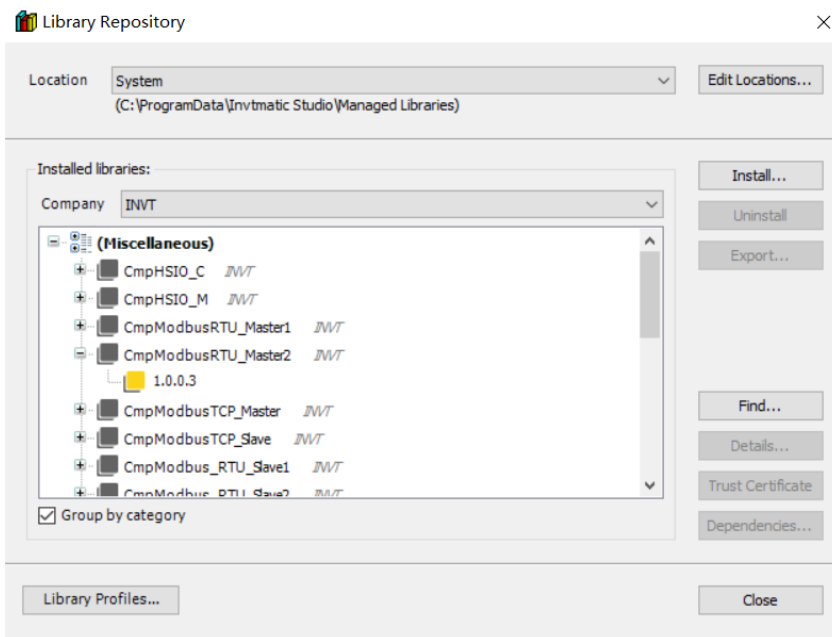 Library Repository
Location System Edit Locations...
(C:\ProgramData\Invtmatic Studio\Managed Libraries)
Installed libraries:
Install...
Company INVT
Uninstall
(Miscellaneous)
Export...
CmpHSIO_C INVT
CmpHSIO_M INVT
CmpModbusRTU_Master1 INVT
CmpModbusRTU_Master2 INVT
1.0.0.3
CmpModbusTCP_Master INVT
Find...
CmpModbusTCP_Slave INVT
Details...
CmpModbus_RTU_Slave1 INVT
Trust Certificate
CmpModbus_RTU_Slave2 INVT
Group by category
Dependencies...
Library Profiles... Close